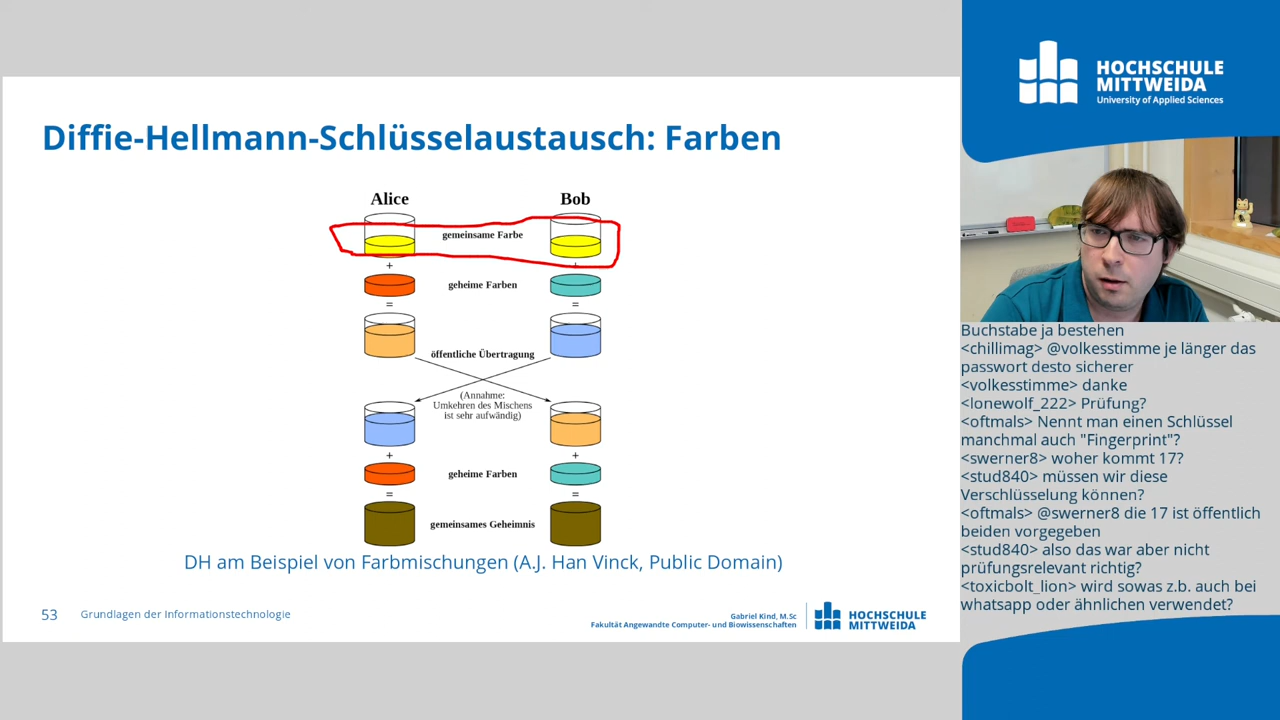 Diffie-Hellmann-Schlüsselaustausch: Farben
Alice
Bob
gemeinsame Farbe
+
+
geheime Farben
=
=
öffentliche Übertragung
(Annahme:
Umkehren des Mischens
ist sehr aufwändig)
+
+
geheime Farben
=
=
gemeinsames Geheimnis
DH am Beispiel von Farbmischungen (A.J. Han Vinck, Public Domain)
53
Grundlagen der Informationstechnologie
Gabriel Kind, M.Sc
Fakultät Angewandte Computer- und Biowissenschaften
HOCHSCHULE
MITTWEIDA
HOCHSCHULE
MITTWEIDA
University of Applied Sciences
Buchstabe ja bestehen
<chillimag> @volkesstimme je länger das
passwort desto sicherer
<volkesstimme> danke
<lonewolf_222> Prüfung?
<oftmals> Nennt man einen Schlüssel
manchmal auch "Fingerprint"?
<swerner8> woher kommt 17?
<stud840> müssen wir diese
Verschlüsselung können?
<oftmals> @swerner8 die 17 ist öffentlich
beiden vorgegeben
<stud840> also das war aber nicht
prüfungsrelevant richtig?
<toxicbolt_lion> wird sowas z.b. auch bei
whatsapp oder ähnlichen verwendet?